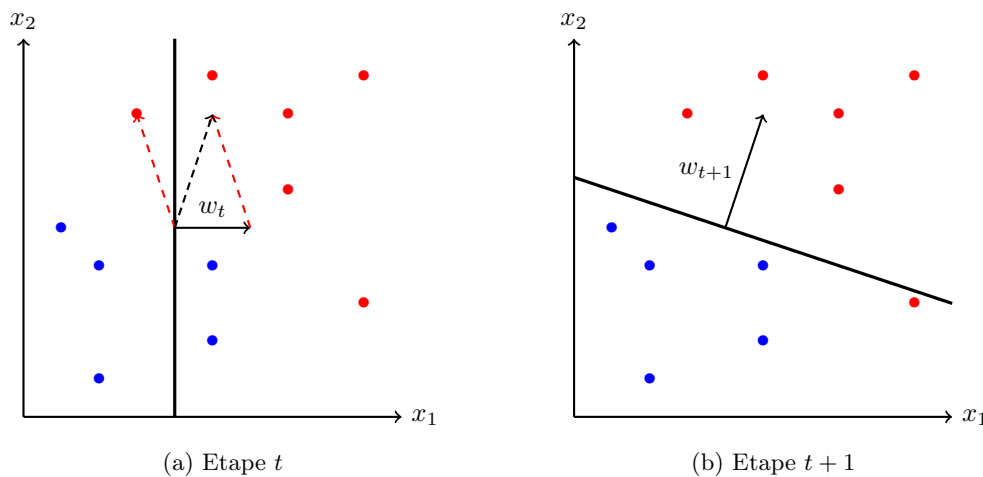 x₂
wₜ
x₁
(a) Etape t
x₂
wₜ₊₁
x₁
(b) Etape t + 1